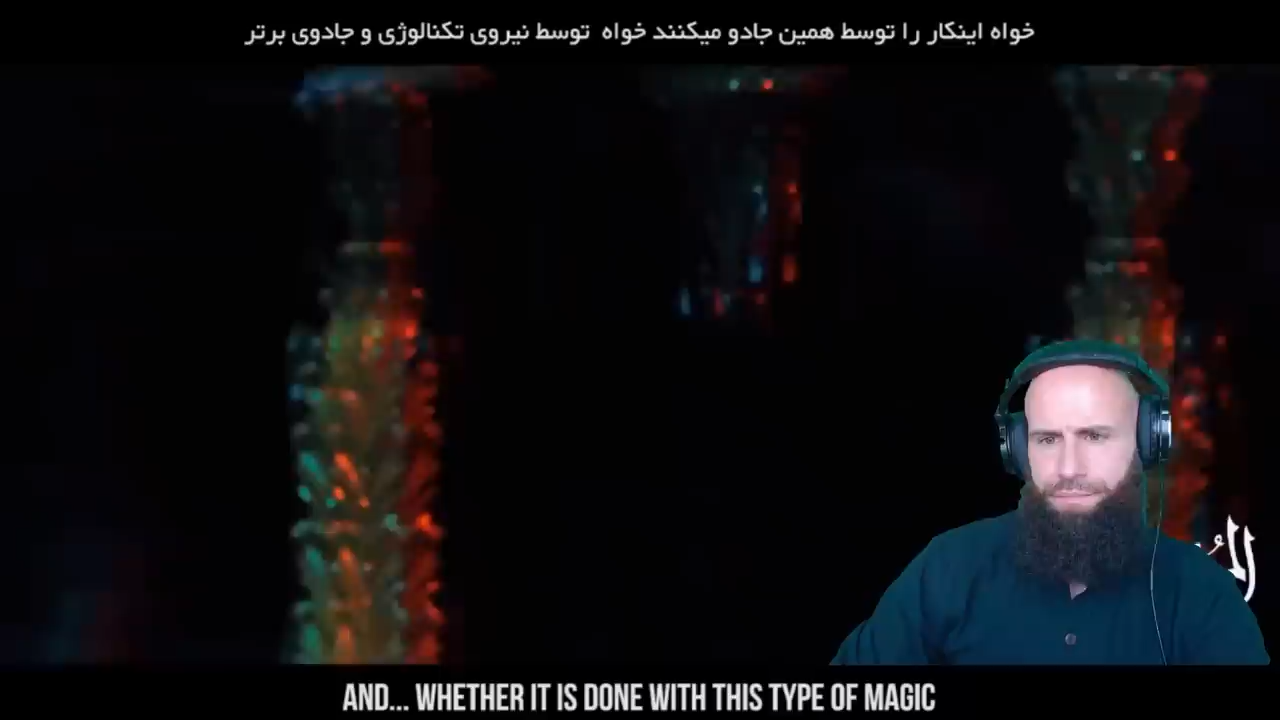 خواه اینکار را توسط همین جادو میکنند خواه توسط نیروی تکنالوژی و جادوی برتر
AND... WHETHER IT IS DONE WITH THIS TYPE OF MAGIC